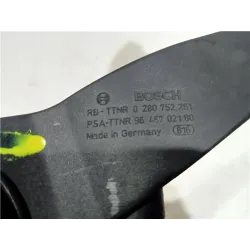 BOSCH
RB-TTNR 0 280 752 251
PSA-TTNR 96 457 021 80
Made in Germany